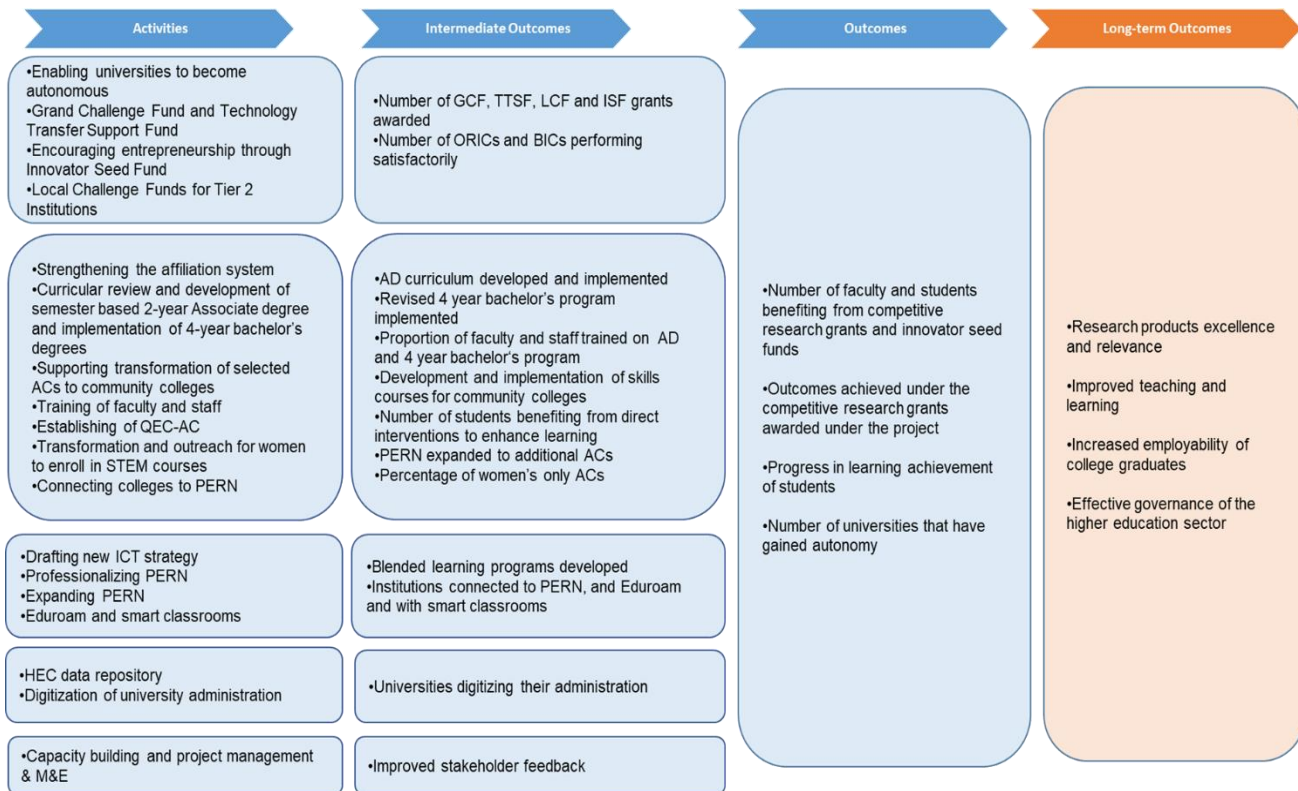 Activities
Intermediate Outcomes
Outcomes
Long-term Outcomes
•Enabling universities to become
autonomous
•Grand Challenge Fund and Technology
Transfer Support Fund
•Encouraging entrepreneurship through
Innovator Seed Fund
•Local Challenge Funds for Tier 2
Institutions
•Number of GCF, TTSF, LCF and ISF grants
awarded
•Number of ORICs and BICs performing
satisfactorily
•Strengthening the affiliation system
•Curricular review and development of
semester based 2-year Associate degree
and implementation of 4-year bachelor's
degrees
•Supporting transformation of selected
ACs to community colleges
•Training of faculty and staff
•Establishing of QEC-AC
•Transformation and outreach for women
to enroll in STEM courses
•Connecting colleges to PERN
•AD curriculum developed and implemented
•Revised 4 year bachelor's program
implemented
•Proportion of faculty and staff trained on AD
and 4 year bachelor's program
•Development and implementation of skills
courses for community colleges
•Number of students benefiting from direct
interventions to enhance learning
•PERN expanded to additional ACs
•Percentage of women's only ACs
•Drafting new ICT strategy
•Professionalizing PERN
•Expanding PERN
•Eduroam and smart classrooms
•Blended learning programs developed
•Institutions connected to PERN, and Eduroam
and with smart classrooms
•HEC data repository
•Digitization of university administration
•Universities digitizing their administration
•Capacity building and project management
& M&E
•Improved stakeholder feedback
•Number of faculty and students
benefiting from competitive
research grants and innovator seed
funds
•Outcomes achieved under the
competitive research grants
awarded under the project
•Progress in learning achievement
of students
•Number of universities that have
gained autonomy
•Research products excellence
and relevance
•Improved teaching and
learning
•Increased employability of
college graduates
•Effective governance of the
higher education sector